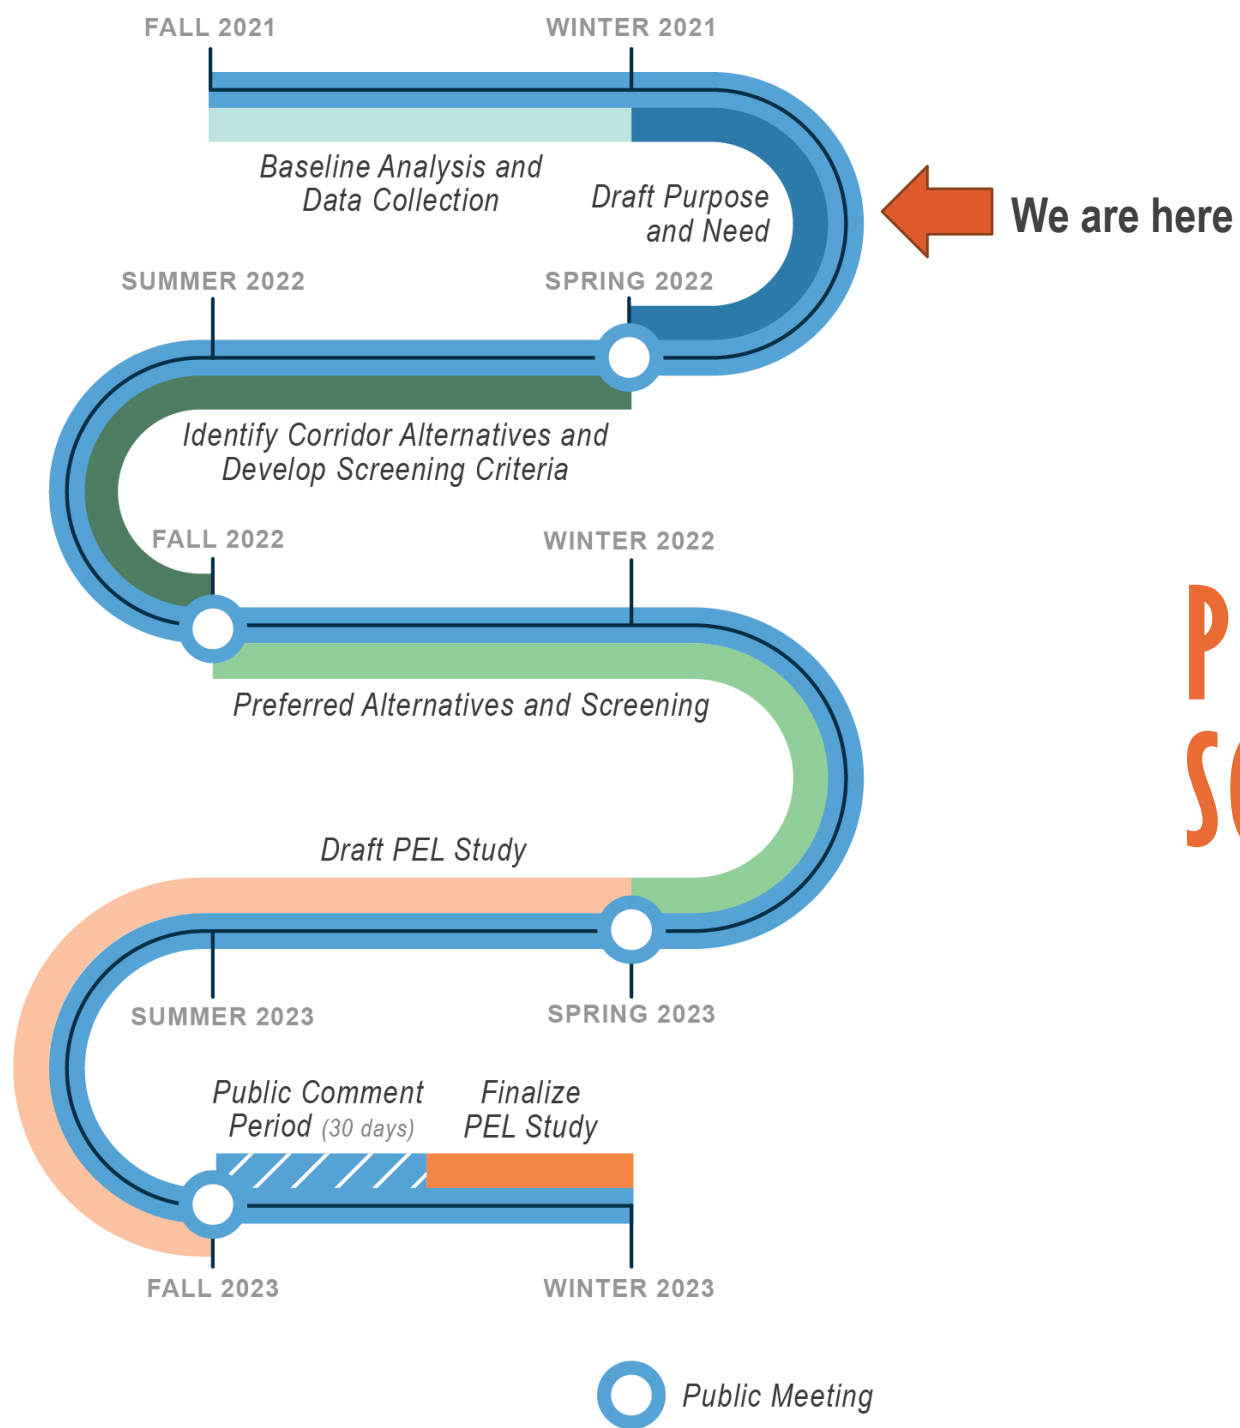 FALL 2021
WINTER 2021
Baseline Analysis and
Data Collection
Draft Purpose
and Need
We are here
SUMMER 2022
SPRING 2022
Identify Corridor Alternatives and
Develop Screening Criteria
FALL 2022
WINTER 2022
Preferred Alternatives and Screening
Draft PEL Study
SUMMER 2023
SPRING 2023
Public Comment
Period (30 days)
Finalize
PEL Study
FALL 2023
WINTER 2023
Public Meeting